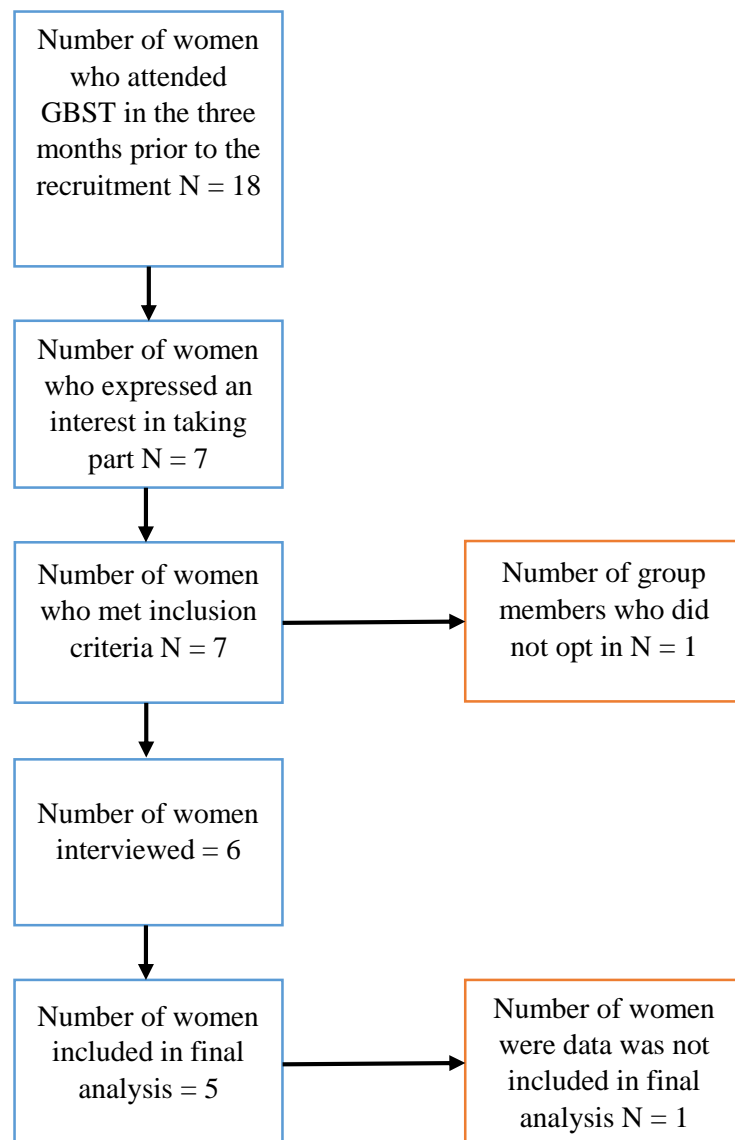 Number of women
who attended
GBST in the three
months prior to the
recruitment N = 18
Number of women
who expressed an
interest in taking
part N = 7
Number of women
who met inclusion
criteria N = 7
Number of group
members who did
not opt in N = 1
Number of women
interviewed = 6
Number of women
included in final
analysis = 5
Number of women
were data was not
included in final
analysis N = 1